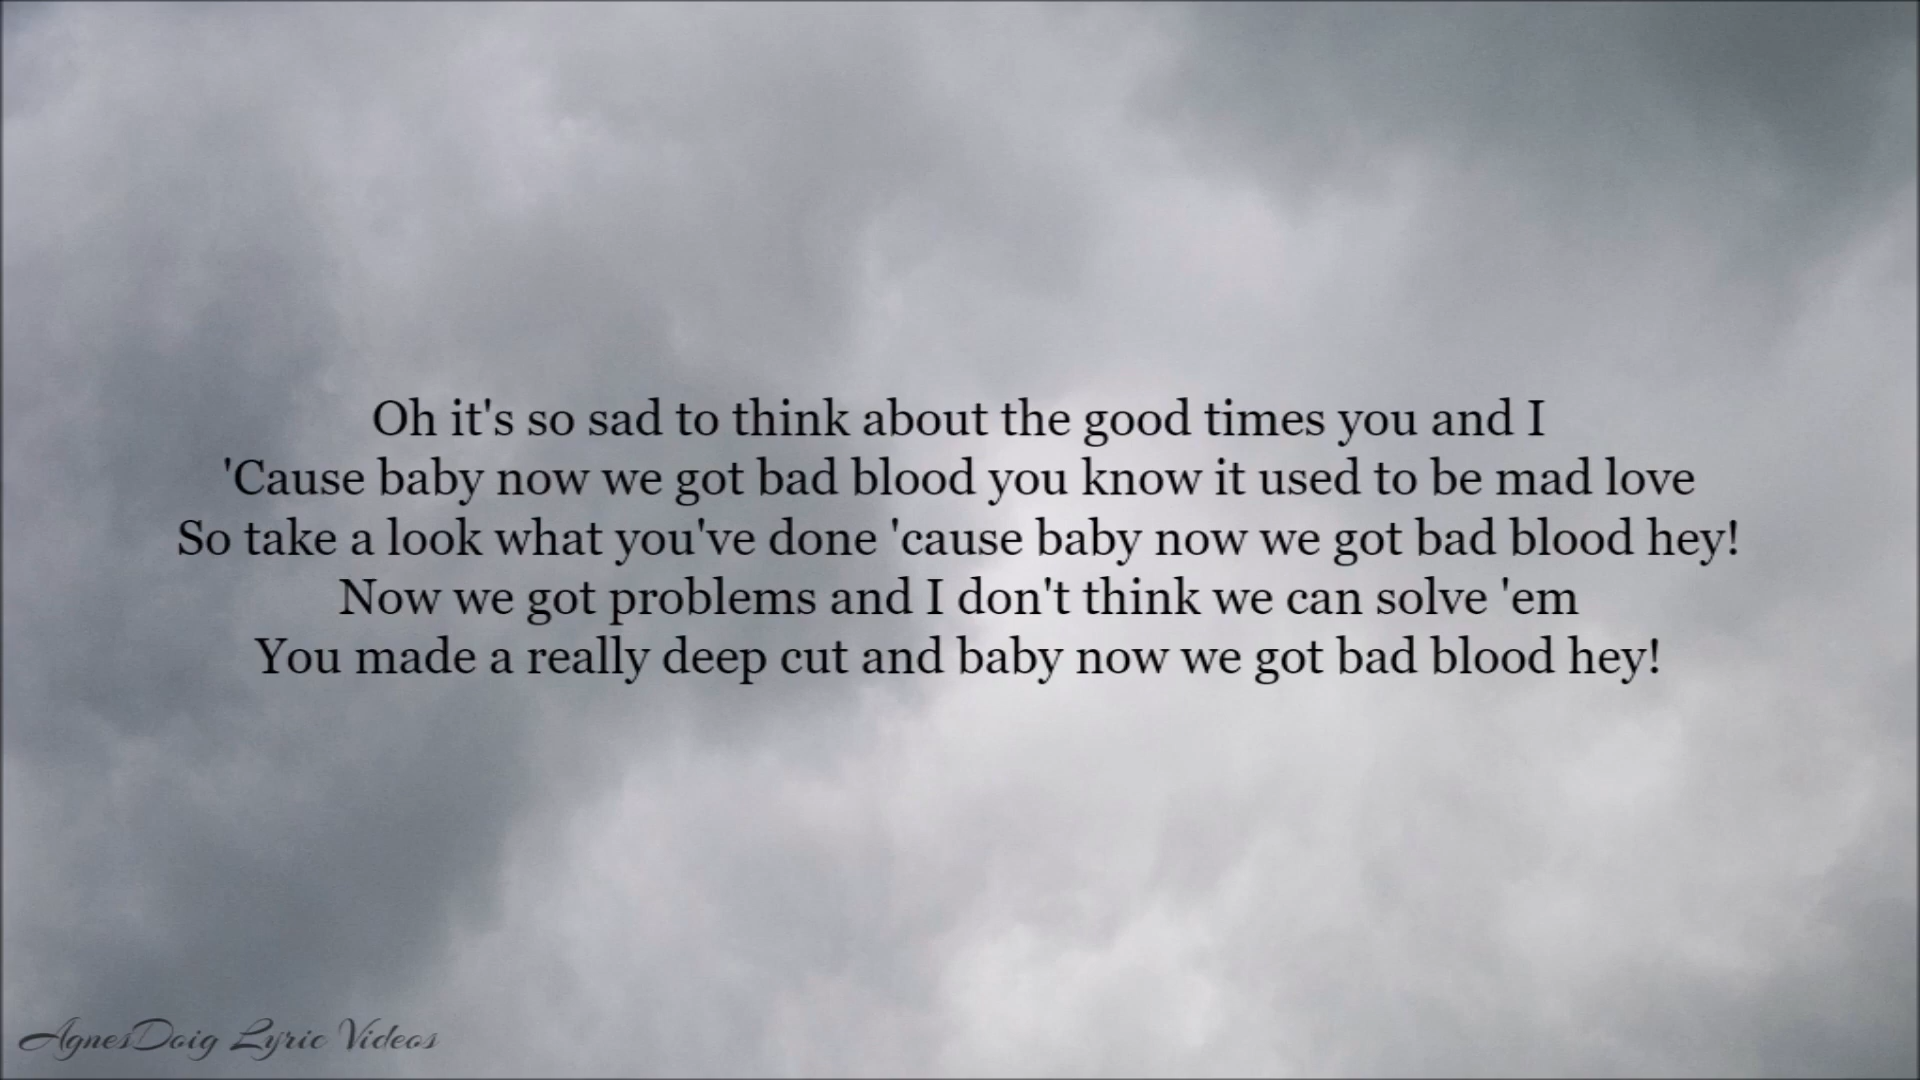 Oh it's so sad to think about the good times you and I
'Cause baby now we got bad blood you know it used to be mad love
So take a look what you've done 'cause baby now we got bad blood hey!
Now we got problems and I don't think we can solve 'em
You made a really deep cut and baby now we got bad blood hey!
AgnesDoig Lyric Videos